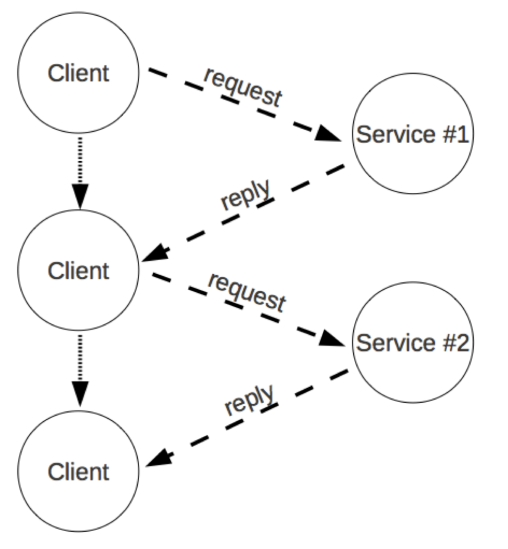 Client
request
Service #1
reply
Client
request
Service #2
reply
Client